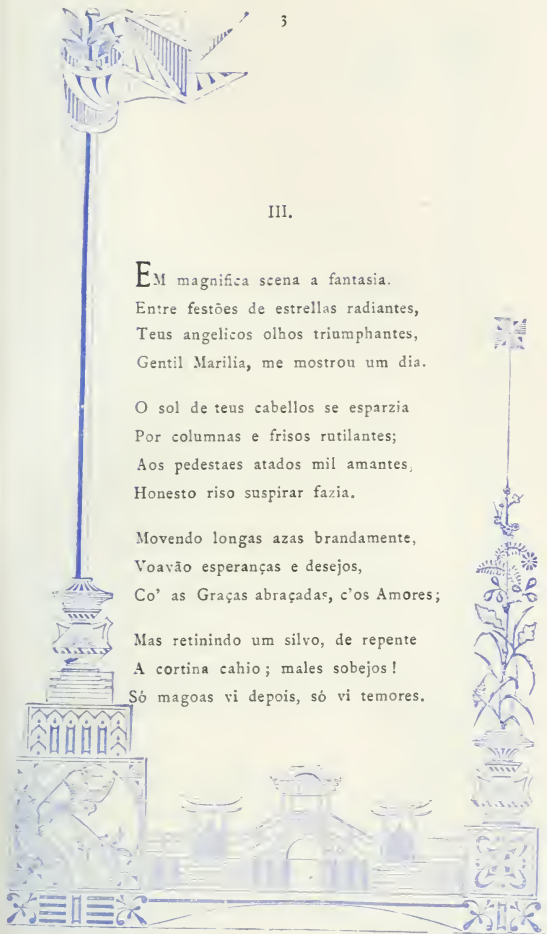 3
III.
EM magnifica scena a fantasia.
Entre festões de estrellas radiantes,
Teus angelicos olhos triumphantes,
Gentil Marilia, me mostrou um dia.
O sol de teus cabellos se esparzia
Por columnas e frisos rutilantes;
Aos pedestaes atados mil amantes,
Honesto riso suspirar fazia.
Movendo longas azas brandamente,
Voavão esperanças e desejos,
Co' as Graças abraçadas, c'os Amores;
Mas retinindo um silvo, de repente
A cortina cahio; males sobejos!
Só magoas vi depois, só vi temores.